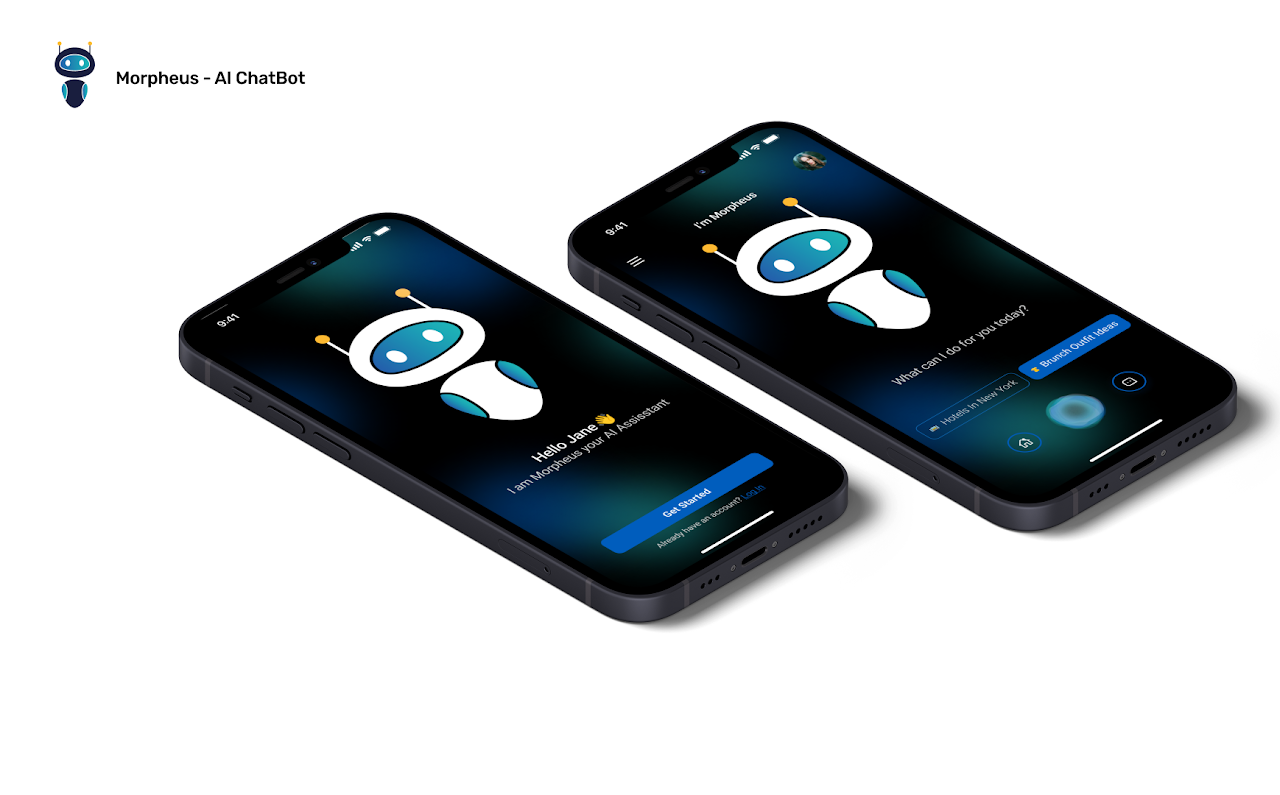 Morpheus - AI ChatBot
9:41
Hello Jane 👋
I am Morpheus your AI Assisstant
Get Started
Already have an account? Log in
9:41
I'm Morpheus
What can I do for you today?
Hotels in New York
Brunch Outfit Ideas